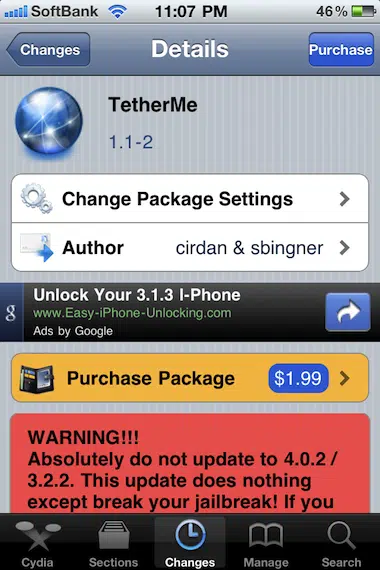 SoftBank 11:07 PM 46%
Changes Details Purchase
TetherMe
1.1-2
Change Package Settings
Author cirdan & sbingner
g
Unlock Your 3.1.3 I-Phone
www.Easy-iPhone-Unlocking.com
Ads by Google
Purchase Package $1.99
WARNING!!!
Absolutely do not update to 4.0.2 /
3.2.2. This update does nothing
except break your jailbreak! If you
Cydia Sections Changes Manage Search